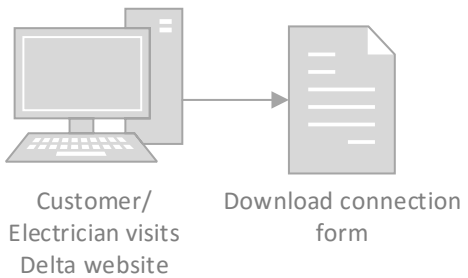 Customer/
Electrician visits
Delta website
Download connection
form